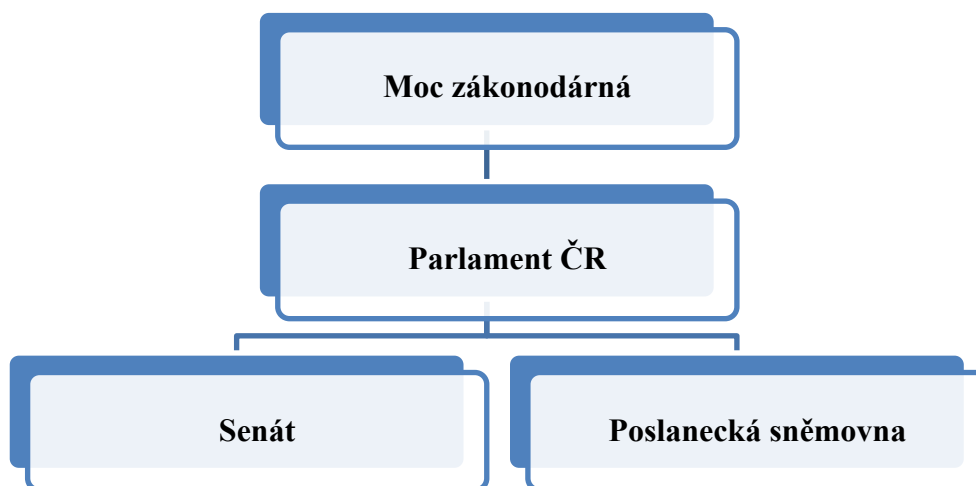 Moc zákonodárná
Parlament ČR
Senát
Poslanecká sněmovna